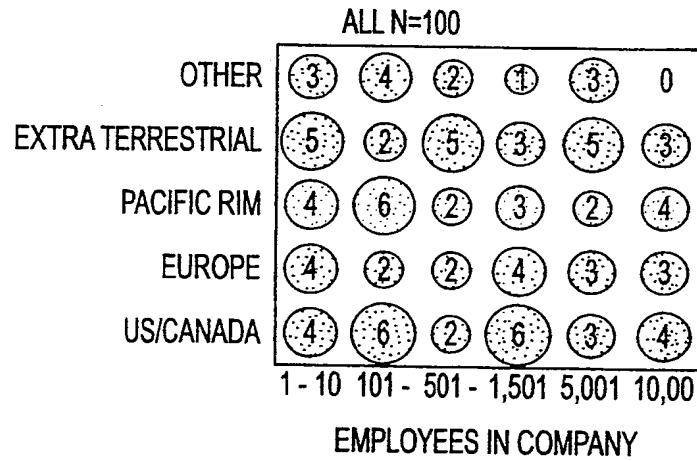 ALL N=100
OTHER 3 4 2 1 3 0
EXTRA TERRESTRIAL 5 2 5 3 5 3
PACIFIC RIM 4 6 2 3 2 4
EUROPE 4 2 2 4 3 3
US/CANADA 4 6 2 6 3 4
1 - 10 101 - 501 - 1,501 5,001 10,00
EMPLOYEES IN COMPANY